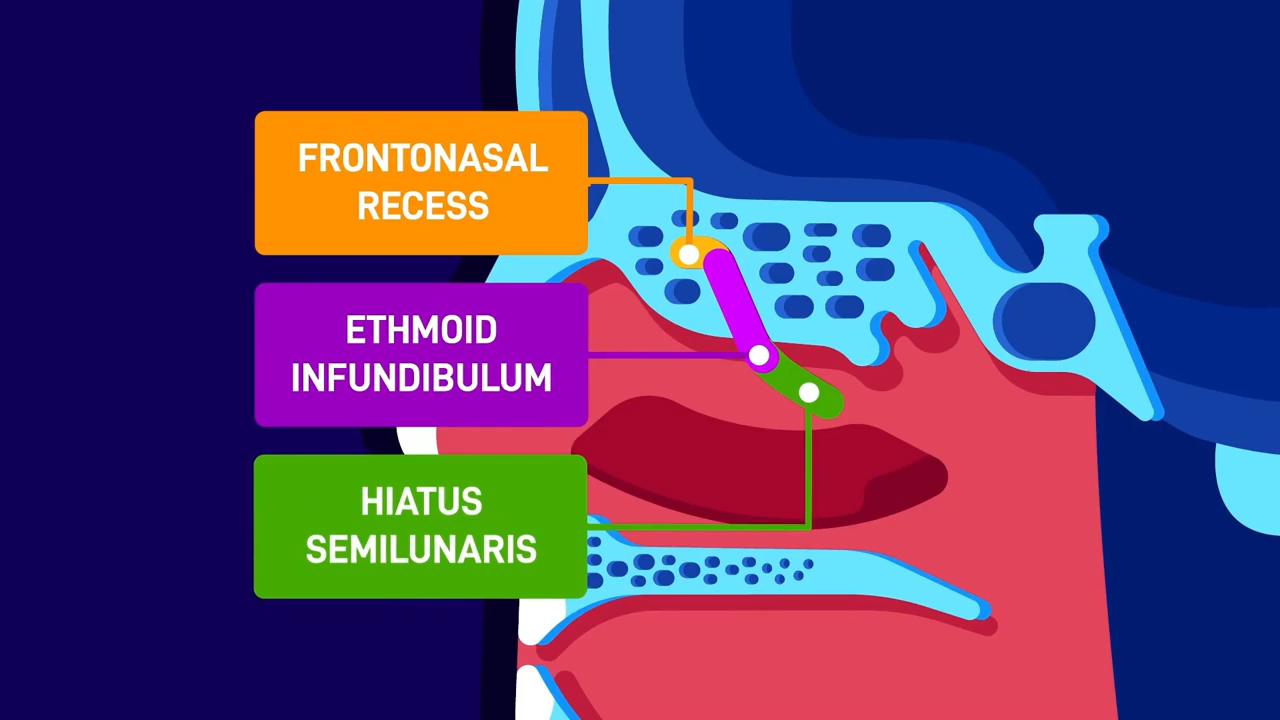 FRONTONASAL
RECESS
ETHMOID
INFUNDIBULUM
HIATUS
SEMILUNARIS